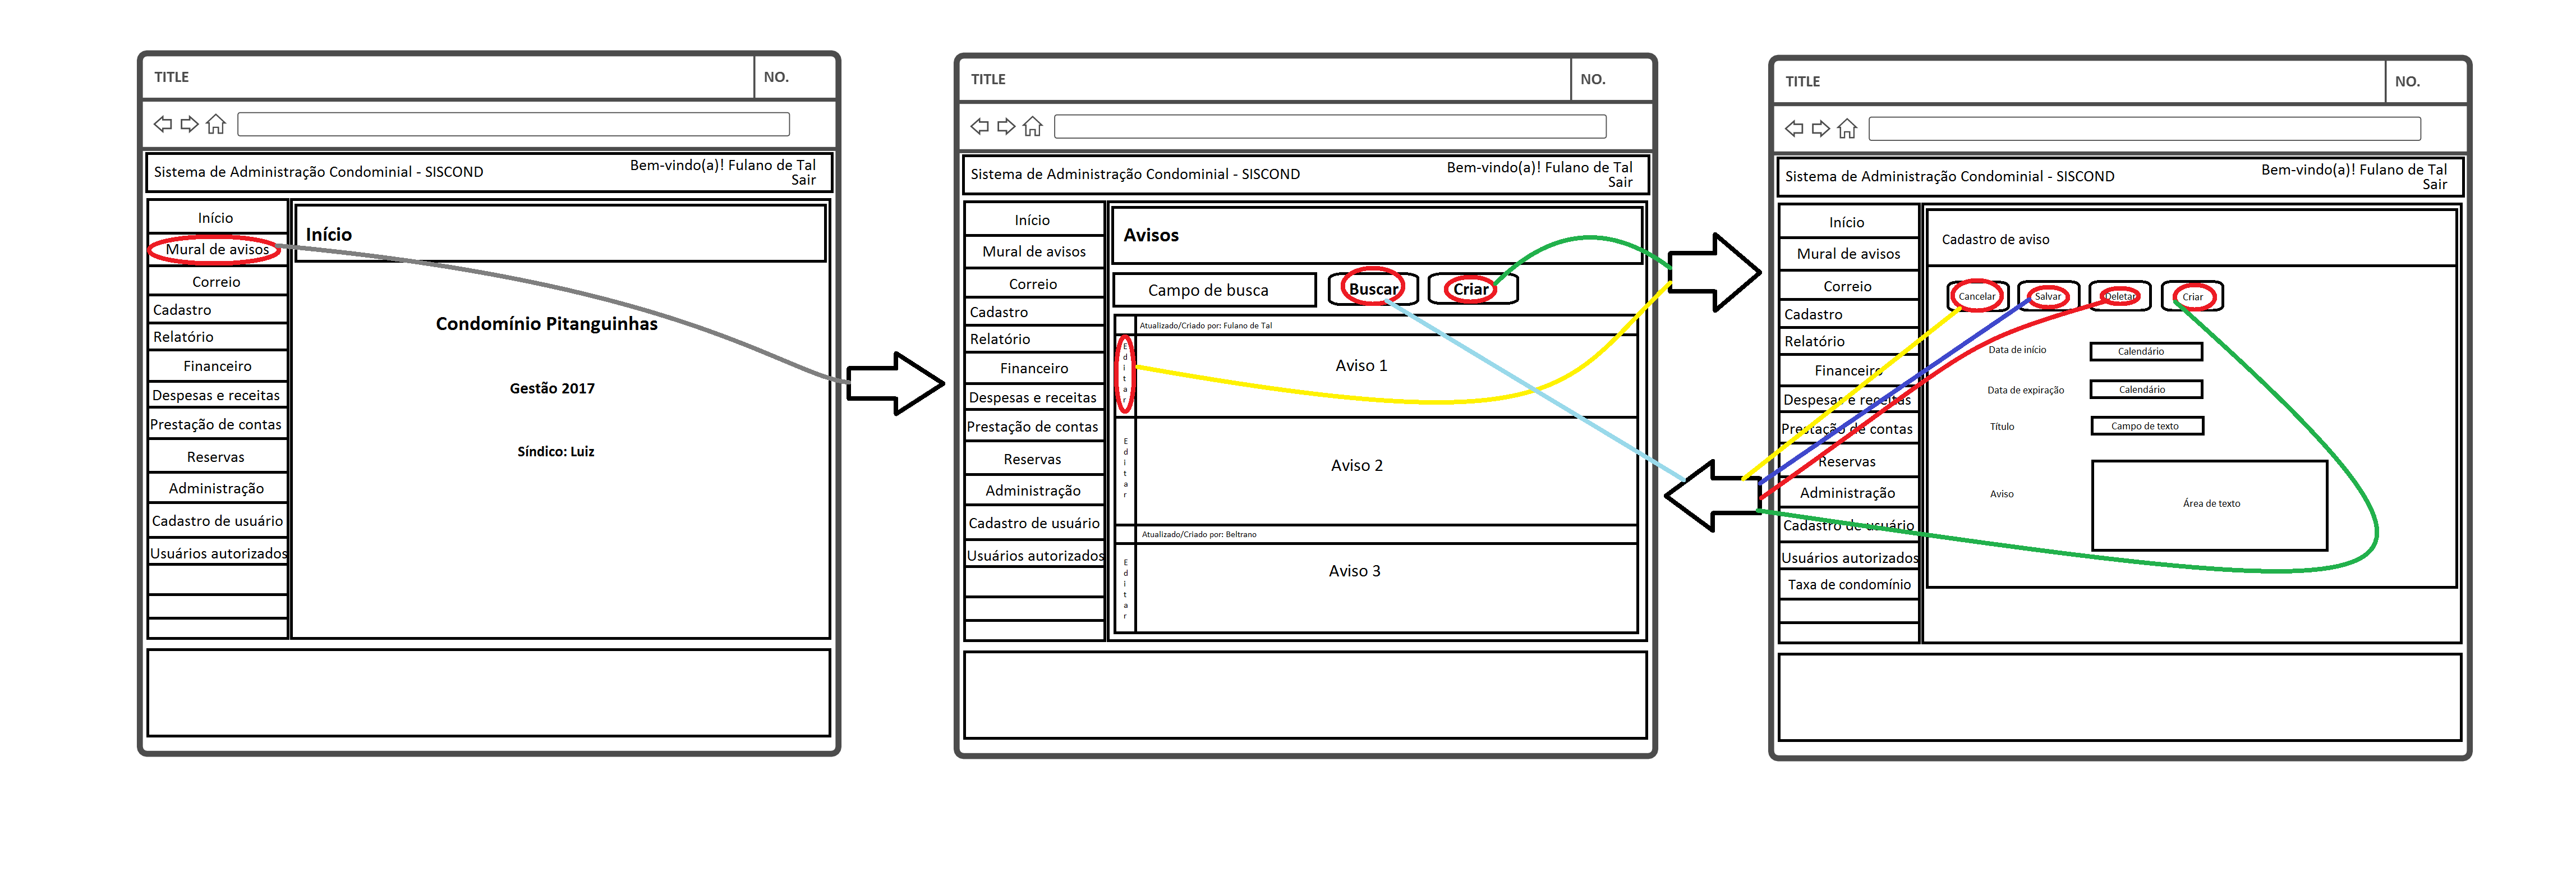 TITLE
NO.
Sistema de Administração Condominial - SISCOND
Bem-vindo(a)! Fulano de Tal
Sair
Início
Mural de avisos
Correio
Cadastro
Relatório
Financeiro
Despesas e receitas
Prestação de contas
Reservas
Administração
Cadastro de usuário
Usuários autorizados
Início
Condomínio Pitanguinhas
Gestão 2017
Síndico: Luiz
TITLE
NO.
Sistema de Administração Condominial - SISCOND
Bem-vindo(a)! Fulano de Tal
Sair
Início
Mural de avisos
Correio
Cadastro
Relatório
Financeiro
Despesas e receitas
Prestação de contas
Reservas
Administração
Cadastro de usuário
Usuários autorizados
Avisos
Campo de busca
Buscar
Criar
Atualizado/Criado por: Fulano de Tal
Editar
Aviso 1
Editar
Aviso 2
Atualizado/Criado por: Beltrano
Editar
Aviso 3
TITLE
NO.
Sistema de Administração Condominial - SISCOND
Bem-vindo(a)! Fulano de Tal
Sair
Início
Mural de avisos
Correio
Cadastro
Relatório
Financeiro
Despesas e receitas
Prestação de contas
Reservas
Administração
Cadastro de usuário
Usuários autorizados
Taxa de condomínio
Cadastro de aviso
Cancelar
Salvar
Deletar
Criar
Data de início
Calendário
Data de expiração
Calendário
Título
Campo de texto
Aviso
Área de texto